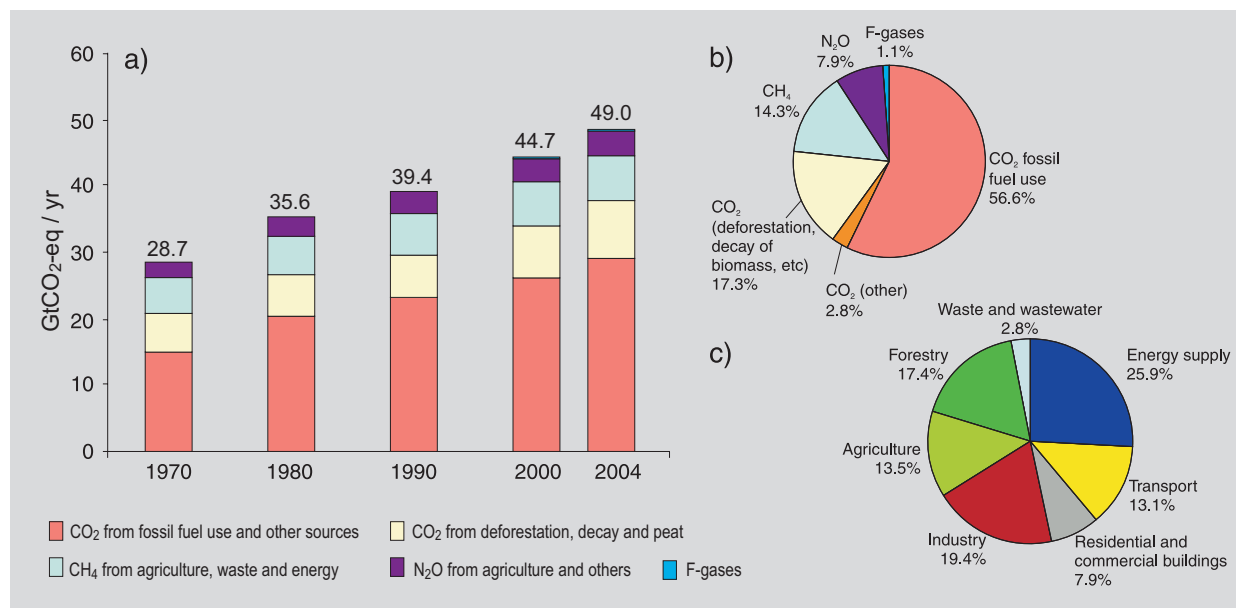 a)
GtCO₂-eq / yr
60
50
40
30
20
10
0
28.7
35.6
39.4
44.7
49.0
1970
1980
1990
2000
2004
CO₂ from fossil fuel use and other sources
CO₂ from deforestation, decay and peat
CH₄ from agriculture, waste and energy
N₂O from agriculture and others
F-gases
b)
F-gases
1.1%
N₂O
7.9%
CH₄
14.3%
CO₂ fossil
fuel use
56.6%
CO₂
(deforestation,
decay of
biomass, etc)
17.3%
CO₂ (other)
2.8%
c)
Waste and wastewater
2.8%
Forestry
17.4%
Energy supply
25.9%
Agriculture
13.5%
Transport
13.1%
Industry
19.4%
Residential and
commercial buildings
7.9%